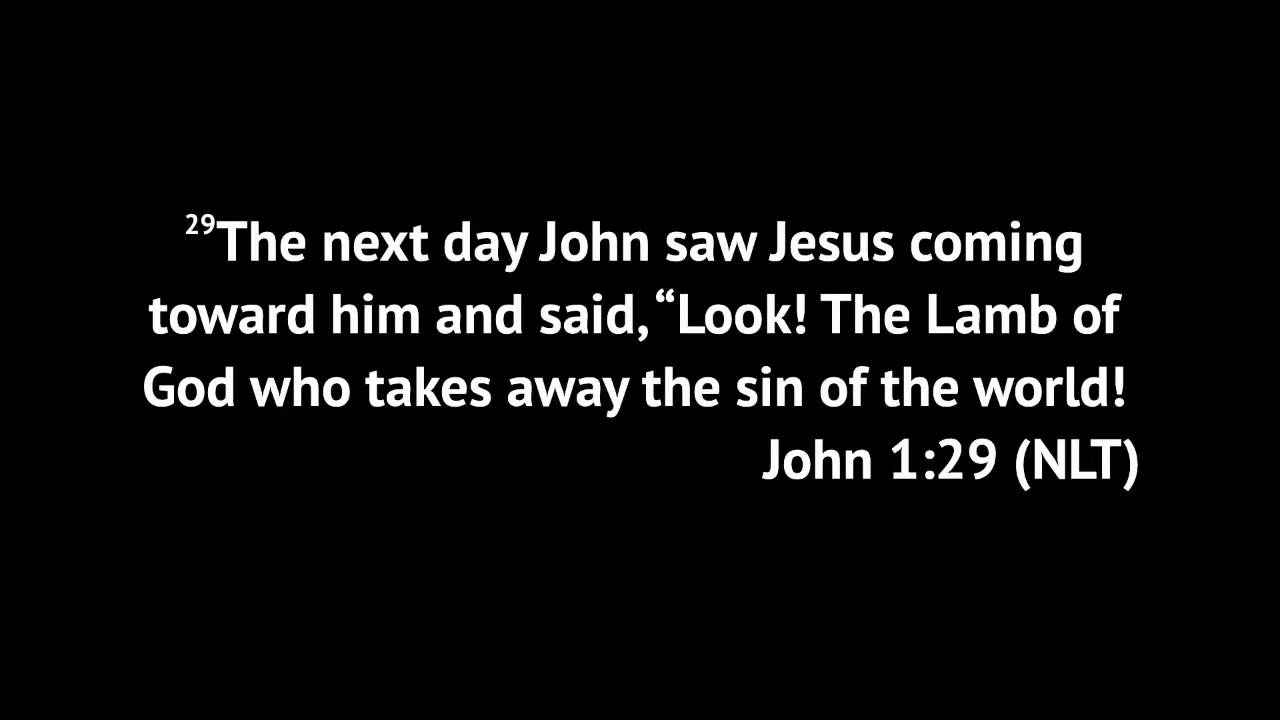 29The next day John saw Jesus coming
toward him and said, “Look! The Lamb of
God who takes away the sin of the world!
John 1:29 (NLT)